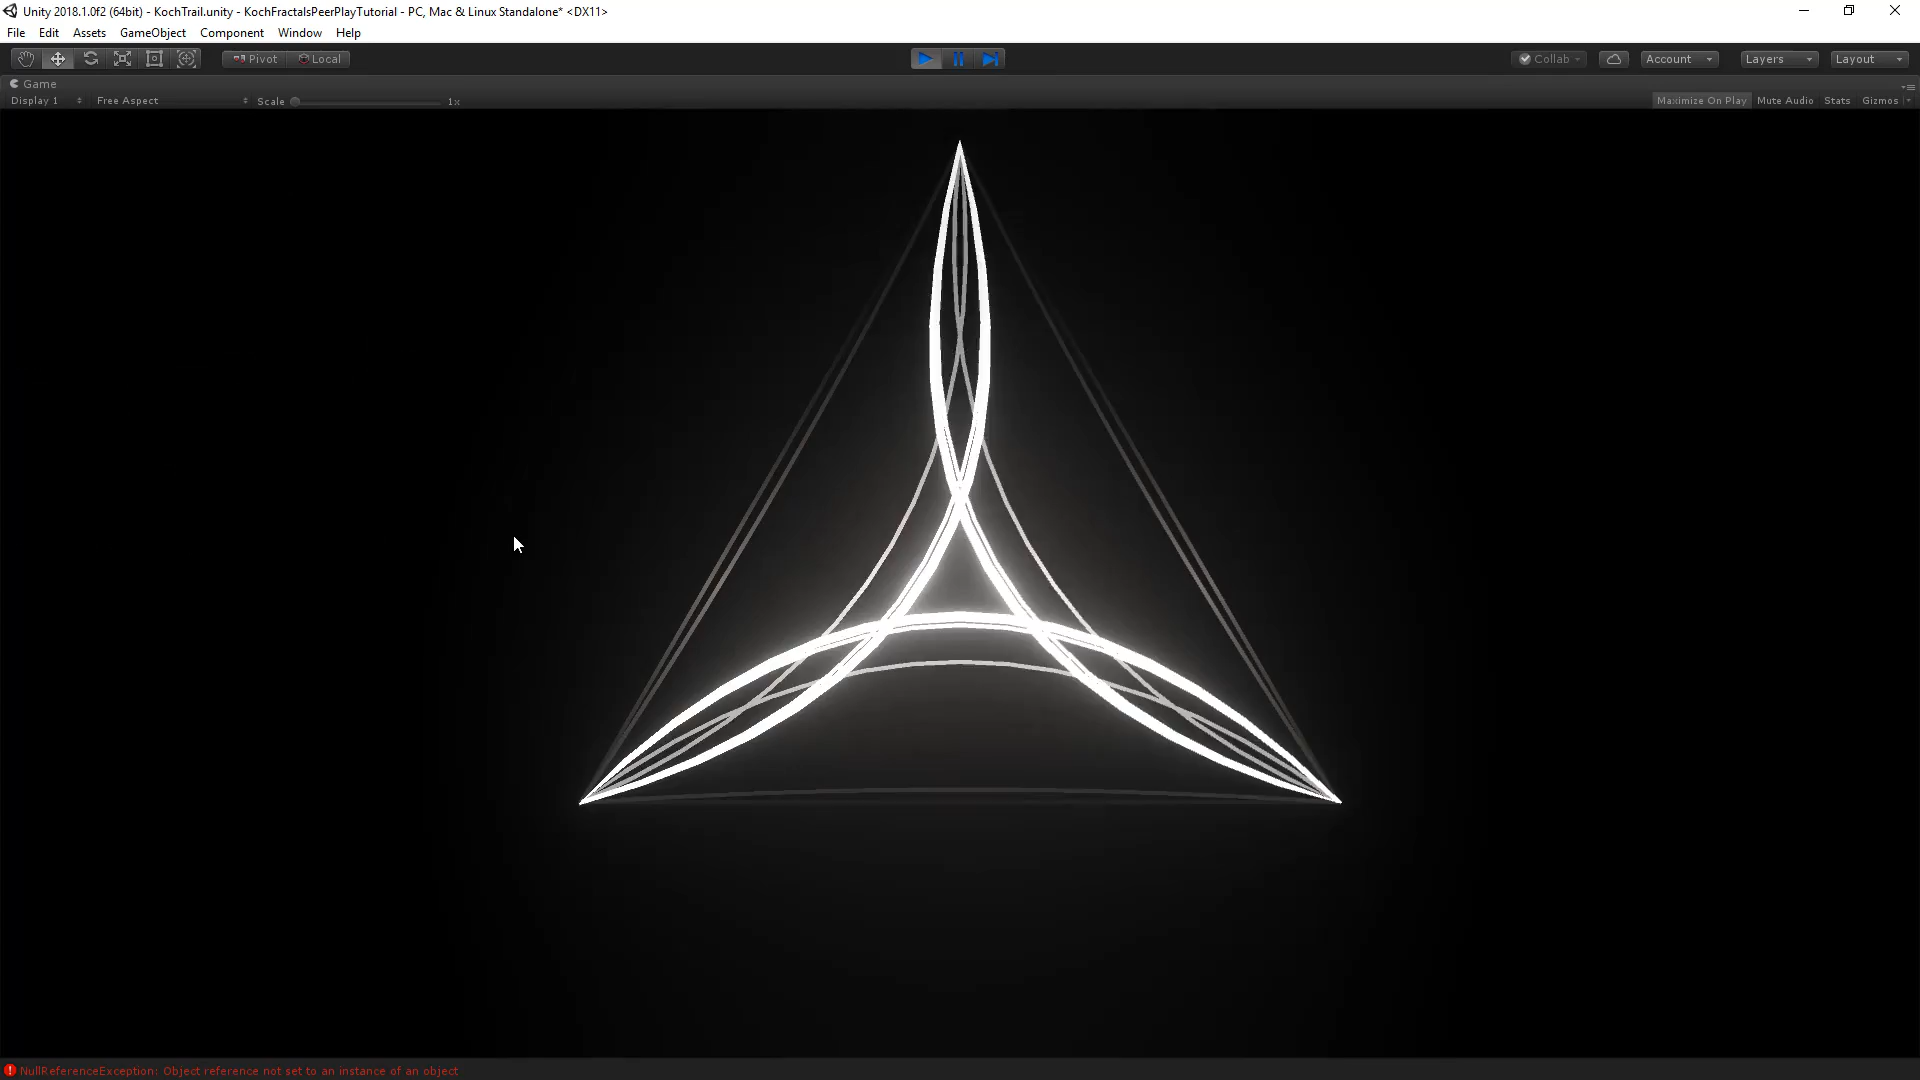 Unity 2018.1.0f2 (64bit) - KochTrail.unity - KochFractalsPeerPlayTutorial - PC, Mac & Linux Standalone* <DX11>
File Edit Assets GameObject Component Window Help
Pivot Local Collab Account Layers Layout
Game
Display 1 Free Aspect Scale 1x Maximize On Play Mute Audio Stats Gizmos
NullReferenceException: Object reference not set to an instance of an object